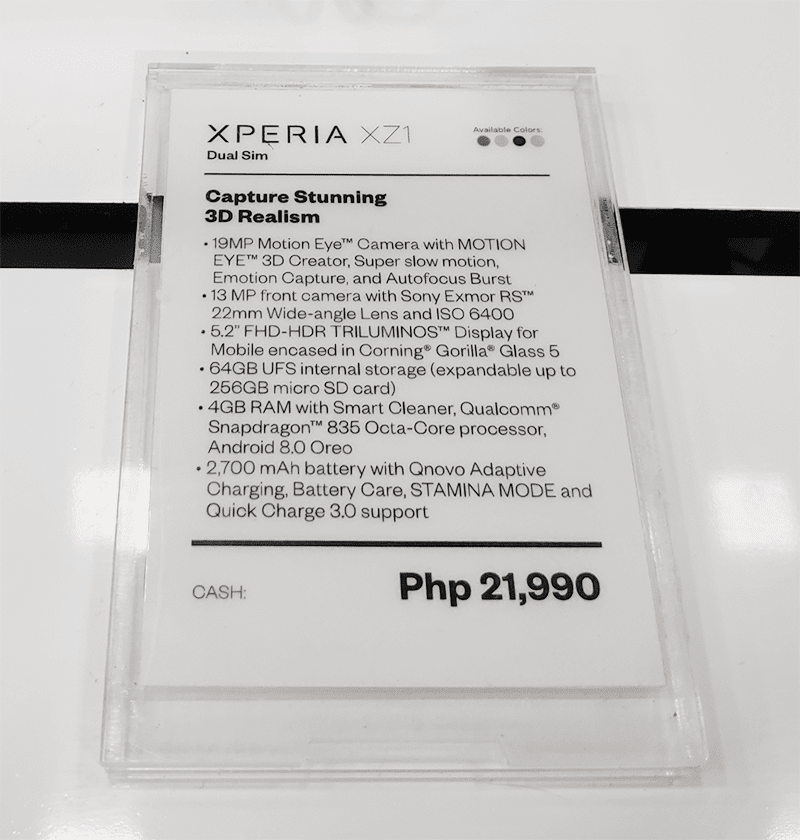 XPERIA XZ1
Available Colors:
Dual Sim
Capture Stunning
3D Realism
• 19MP Motion Eye™ Camera with MOTION
EYE™ 3D Creator, Super slow motion,
Emotion Capture, and Autofocus Burst
• 13 MP front camera with Sony Exmor RS™
22mm Wide-angle Lens and ISO 6400
• 5.2" FHD-HDR TRILUMINOS™ Display for
Mobile encased in Corning® Gorilla® Glass 5
• 64GB UFS internal storage (expandable up to
256GB micro SD card)
• 4GB RAM with Smart Cleaner, Qualcomm®
Snapdragon™ 835 Octa-Core processor,
Android 8.0 Oreo
• 2,700 mAh battery with Qnovo Adaptive
Charging, Battery Care, STAMINA MODE and
Quick Charge 3.0 support
CASH: Php 21,990